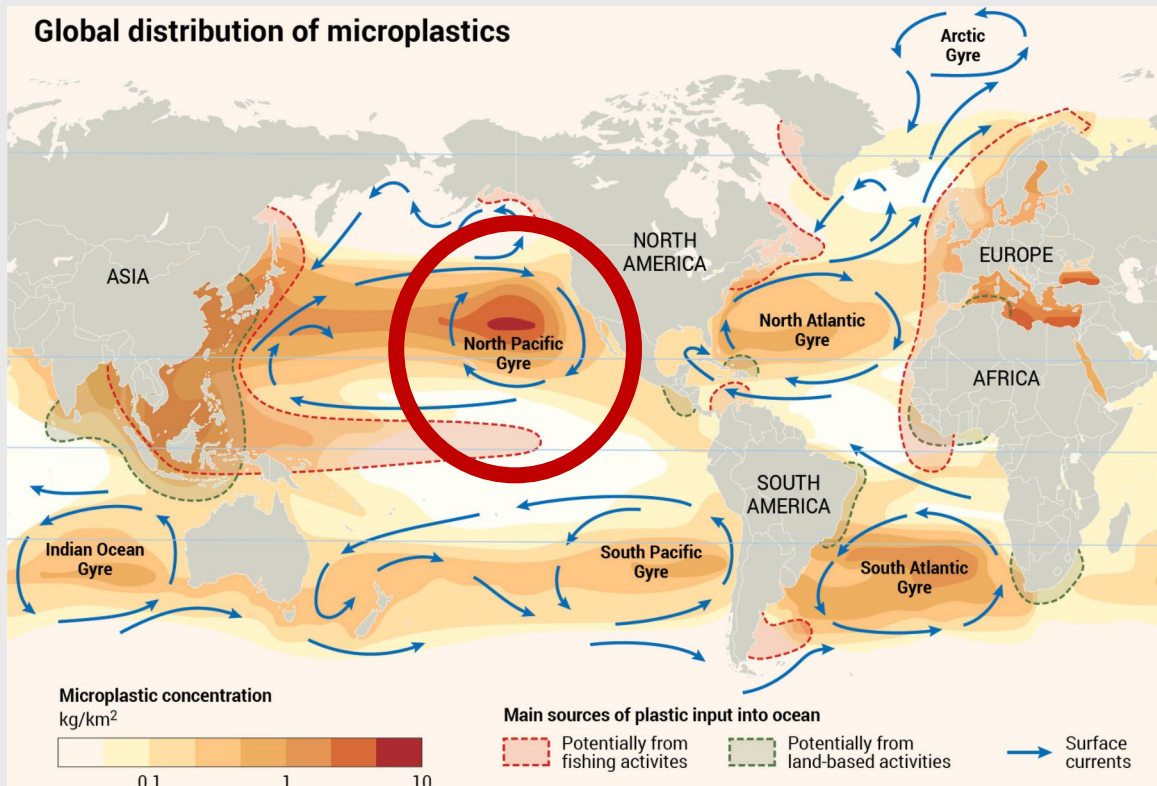 Global distribution of microplastics
Arctic
Gyre
NORTH
AMERICA
ASIA
EUROPE
North Pacific
Gyre
North Atlantic
Gyre
AFRICA
SOUTH
AMERICA
Indian Ocean
Gyre
South Pacific
Gyre
South Atlantic
Gyre
Microplastic concentration
kg/km²
0.1
1
10
Main sources of plastic input into ocean
Potentially from
fishing activites
Potentially from
land-based activities
Surface
currents